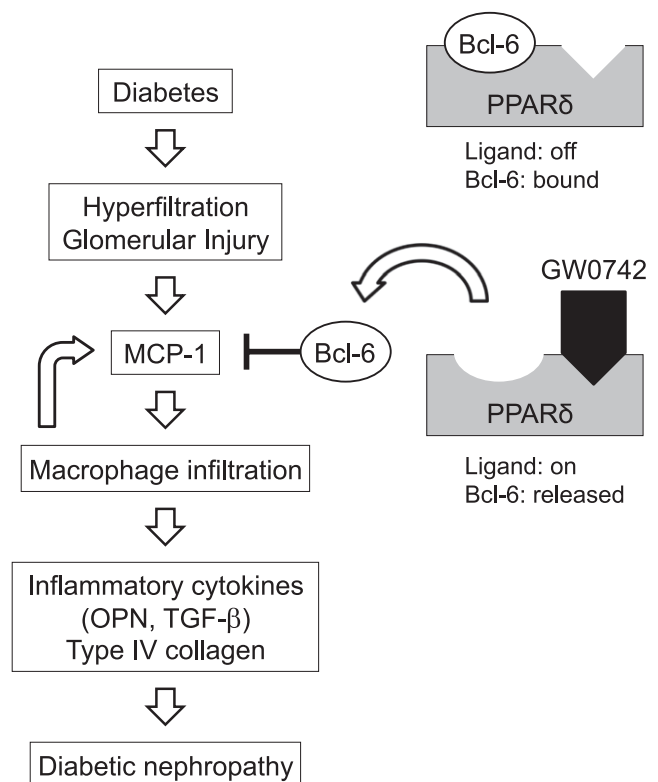 Diabetes
Hyperfiltration
Glomerular Injury
MCP-1
Macrophage infiltration
Inflammatory cytokines
(OPN, TGF-β)
Type IV collagen
Diabetic nephropathy
Bcl-6
Bcl-6
PPARδ
Ligand: off
Bcl-6: bound
GW0742
PPARδ
Ligand: on
Bcl-6: released